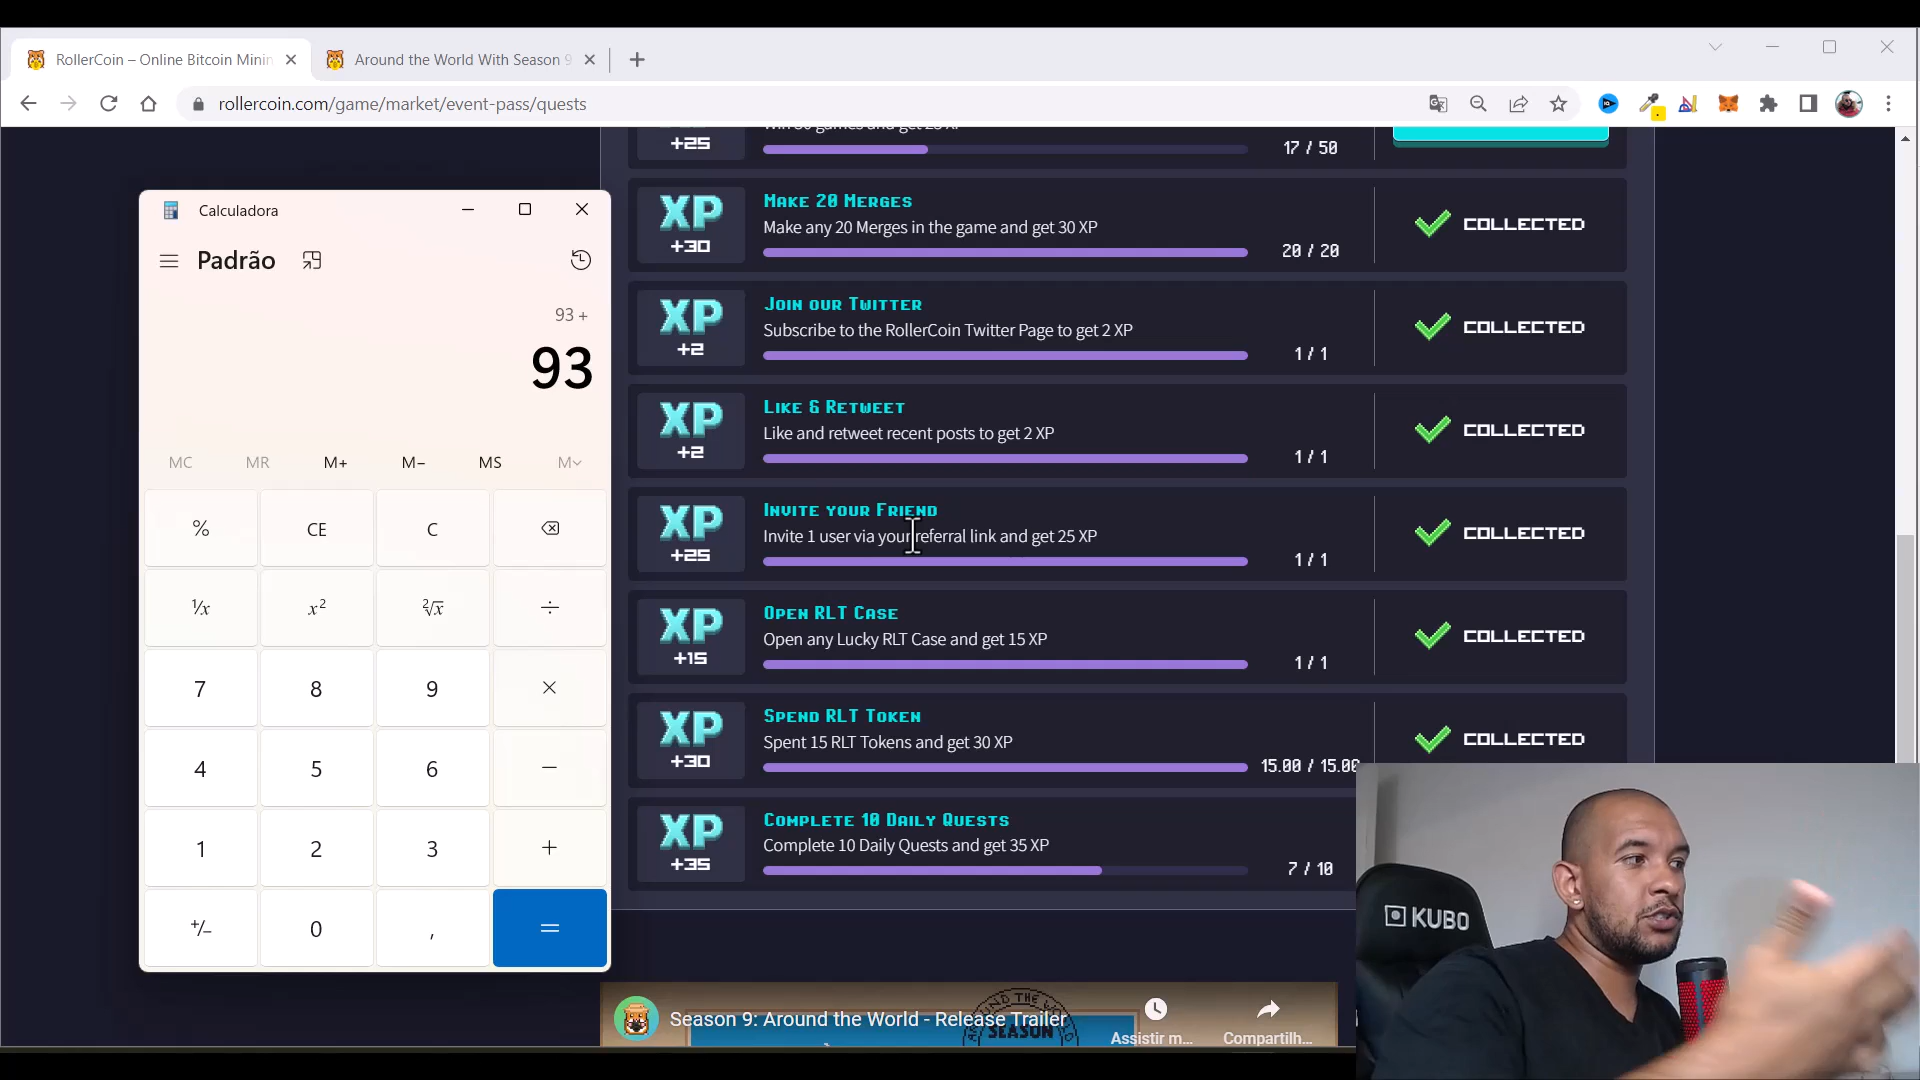 RollerCoin – Online Bitcoin Minin
Around the World With Season 9
rollercoin.com/game/market/event-pass/quests
+25
17 / 50
XP
+30
Make 20 Merges
Make any 20 Merges in the game and get 30 XP
20 / 20
COLLECTED
XP
+2
Join our Twitter
Subscribe to the RollerCoin Twitter Page to get 2 XP
1 / 1
COLLECTED
XP
+2
Like & Retweet
Like and retweet recent posts to get 2 XP
1 / 1
COLLECTED
XP
+25
Invite your Friend
Invite 1 user via your referral link and get 25 XP
1 / 1
COLLECTED
XP
+15
Open RLT Case
Open any Lucky RLT Case and get 15 XP
1 / 1
COLLECTED
XP
+30
Spend RLT Token
Spent 15 RLT Tokens and get 30 XP
15.00 / 15.00
COLLECTED
XP
+35
Complete 10 Daily Quests
Complete 10 Daily Quests and get 35 XP
7 / 10
Calculadora
Padrão
93 +
93
MC MR M+ M− MS M
% CE C
1/x x² ²√x ÷
7 8 9 ×
4 5 6 −
1 2 3 +
+/− 0 , =
Season 9: Around the World - Release Trailer
SEASON
Assistir m...
Compartilh...
KUBO